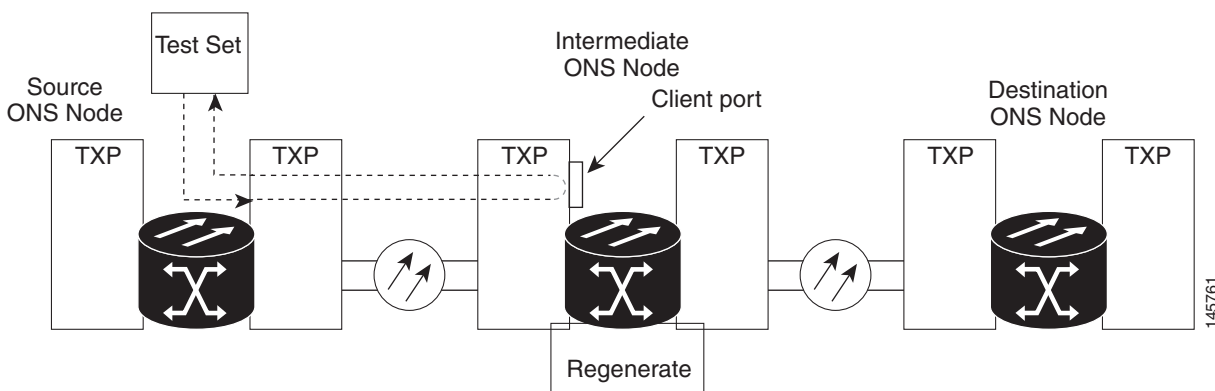 Test Set
Intermediate
ONS Node
Source
ONS Node
Client port
Destination
ONS Node
TXP
TXP
TXP
TXP
TXP
TXP
Regenerate
145761